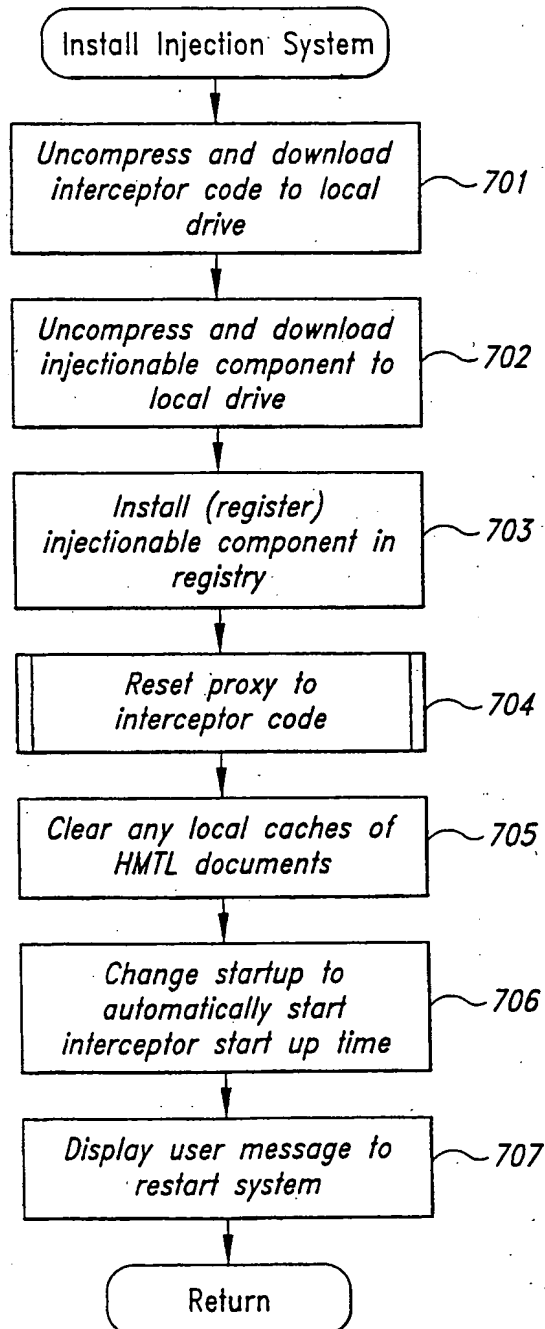 Install Injection System
Uncompress and download
interceptor code to local
drive
701
Uncompress and download
injectionable component to
local drive
702
Install (register)
injectionable component in
registry
703
Reset proxy to
interceptor code
704
Clear any local caches of
HMTL documents
705
Change startup to
automatically start
interceptor start up time
706
Display user message to
restart system
707
Return